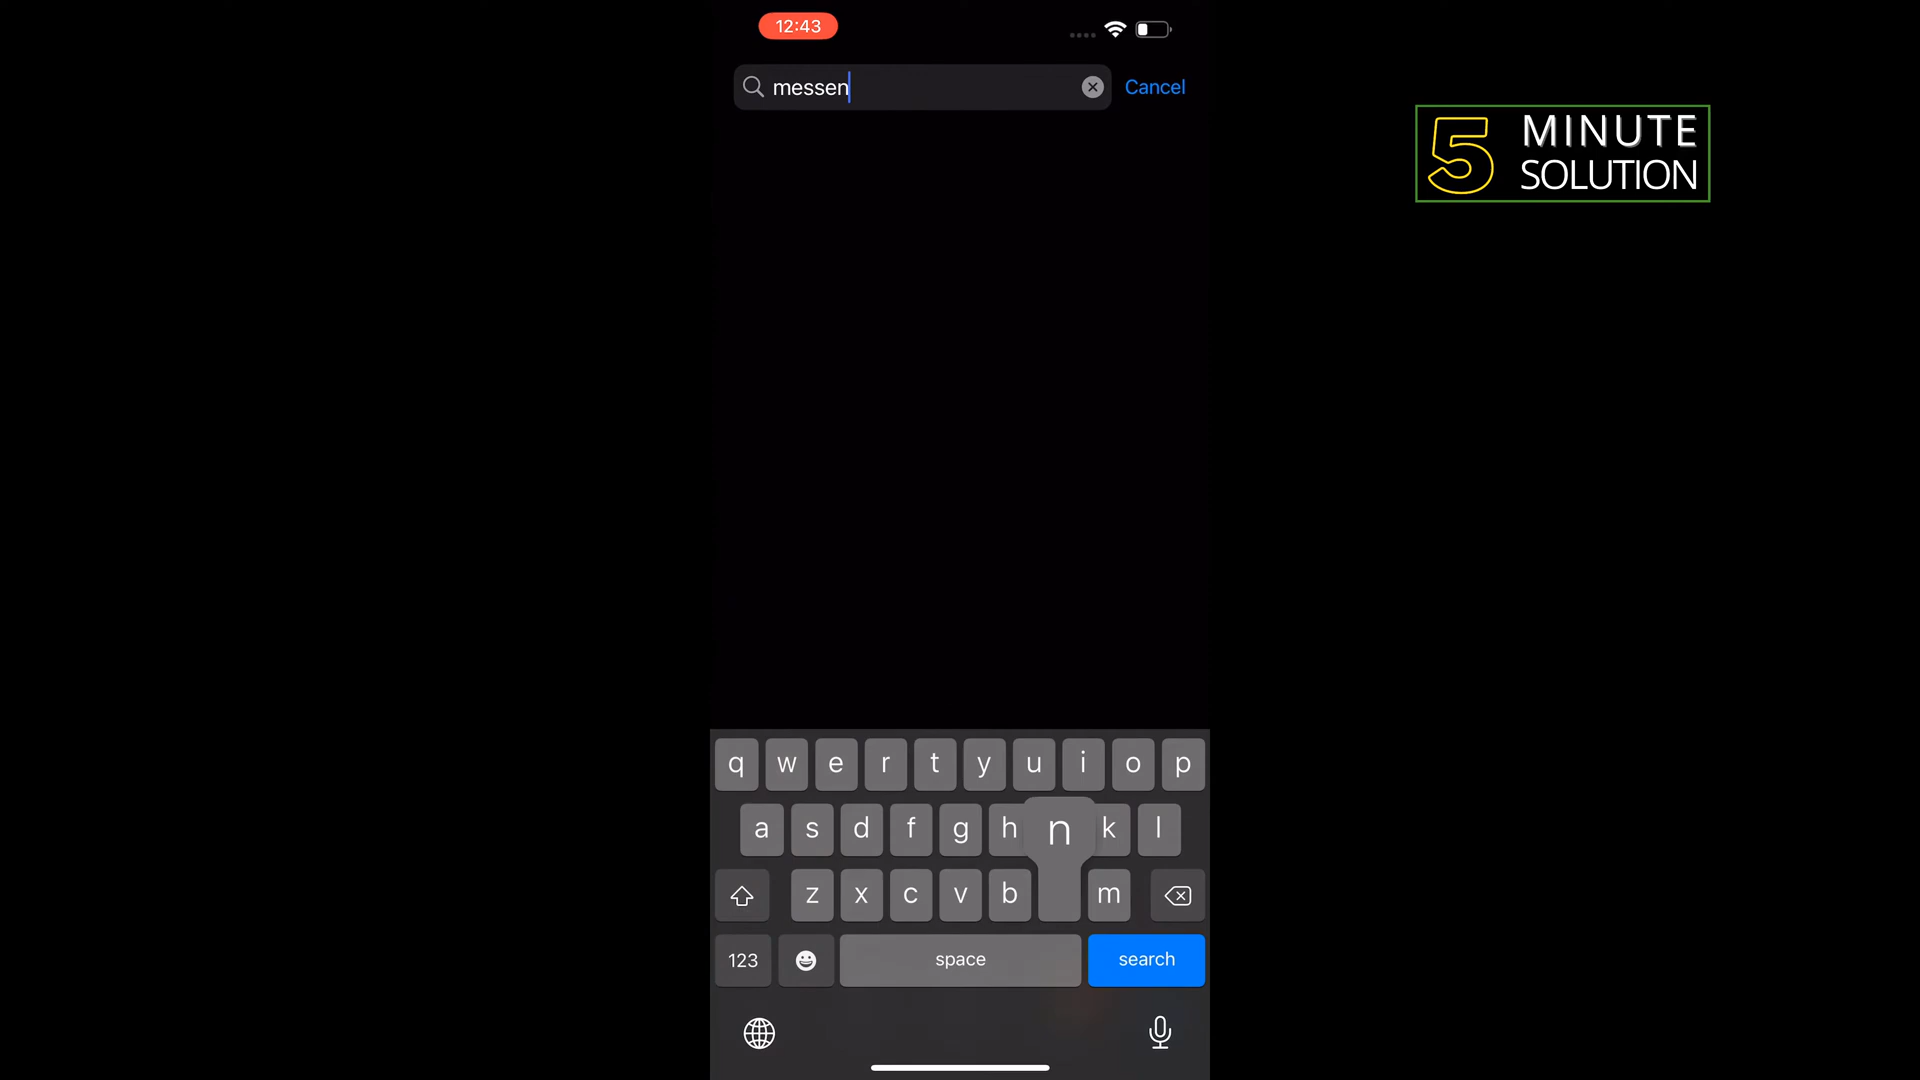 12:43
messen
Cancel
5 MINUTE
SOLUTION
q w e r t y u i o p
a s d f g h n k l
z x c v b m
123 space search